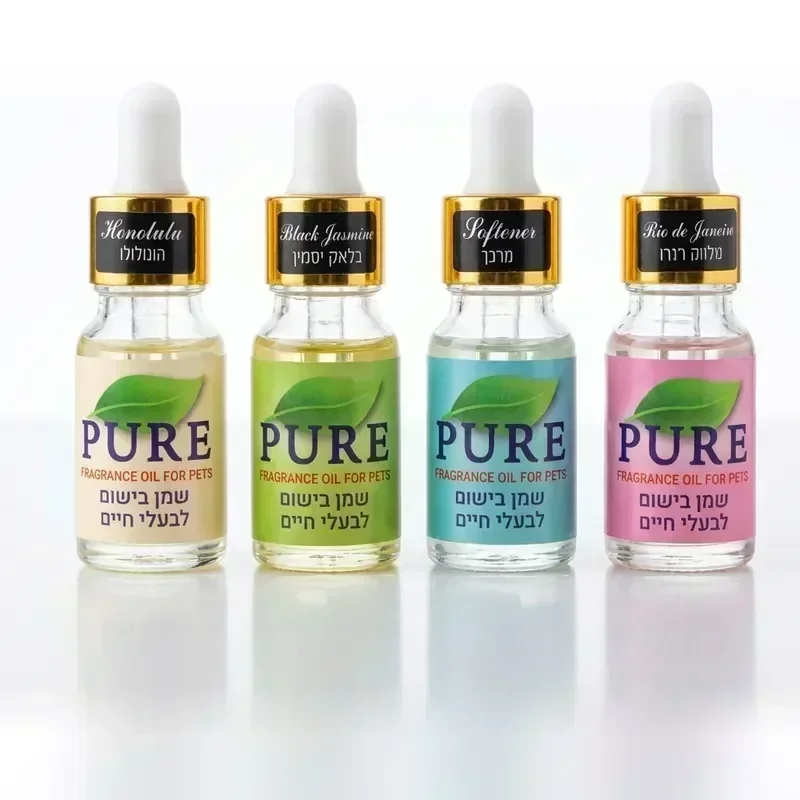 Honolulu
הונולולו
Black Jasmine
בלאק יסמין
Softener
מרכך
Rio de Janeiro
מלווק רנרו
PURE
FRAGRANCE OIL FOR PETS
שמן בישום
לבעלי חיים
PURE
FRAGRANCE OIL FOR PETS
שמן בישום
לבעלי חיים
PURE
FRAGRANCE OIL FOR PETS
שמן בישום
לבעלי חיים
PURE
FRAGRANCE OIL FOR PETS
שמן בישום
לבעלי חיים